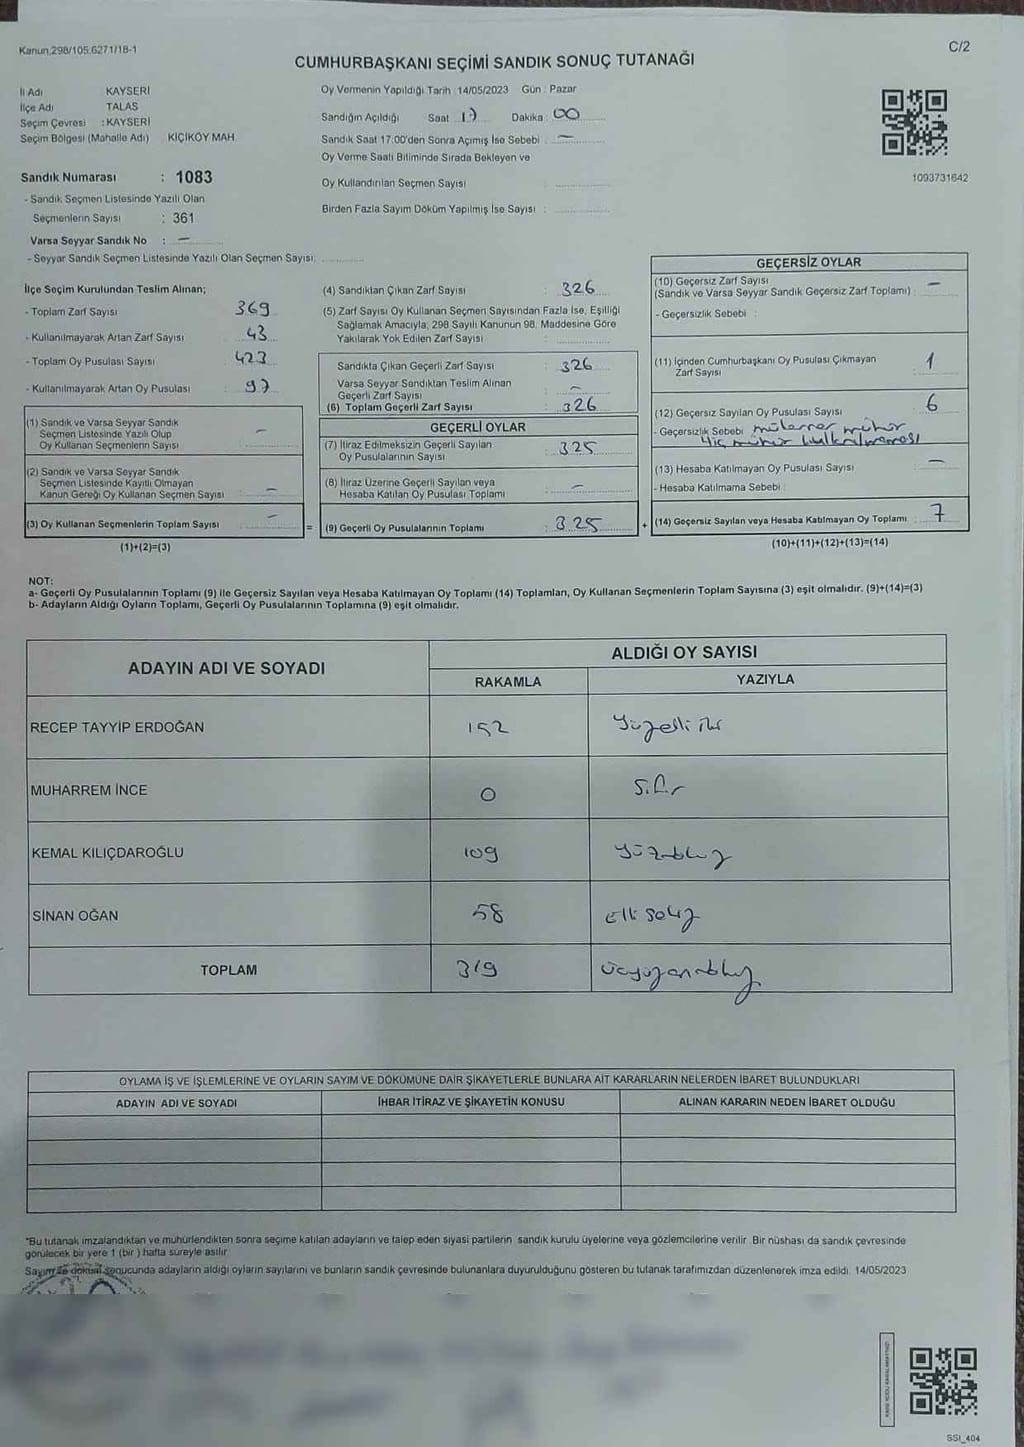 Kanun.298/105.6271/18-1
C/2
CUMHURBAŞKANI SEÇİMİ SANDIK SONUÇ TUTANAĞI
İl Adı KAYSERİ
İlçe Adı TALAS
Seçim Çevresi : KAYSERİ
Seçim Bölgesi (Mahalle Adı) KIÇIKÖY MAH.
Sandık Numarası : 1083
- Sandık Seçmen Listesinde Yazılı Olan
Seçmenlerin Sayısı : 361
Varsa Seyyar Sandık No : –
- Seyyar Sandık Seçmen Listesinde Yazılı Olan Seçmen Sayısı:
Oy Vermenin Yapıldığı Tarih : 14/05/2023 Gün : Pazar
Sandığın Açıldığı Saat 17 Dakika : 00
Sandık Saat 17:00'den Sonra Açımış İse Sebebi : –
Oy Verme Saati Bitiminde Sırada Bekleyen ve
Oy Kullandırılan Seçmen Sayısı :
Birden Fazla Sayım Döküm Yapılmış İse Sayısı :
1093731642
İlçe Seçim Kurulundan Teslim Alınan;
- Toplam Zarf Sayısı : 369
- Kullanılmayarak Artan Zarf Sayısı : 43
- Toplam Oy Pusulası Sayısı : 423
- Kullanılmayarak Artan Oy Pusulası : 97
(1) Sandık ve Varsa Seyyar Sandık
Seçmen Listesinde Yazılı Olup
Oy Kullanan Seçmenlerin Sayısı : –
(2) Sandık ve Varsa Seyyar Sandık
Seçmen Listesinde Kayıtlı Olmayan
Kanun Gereği Oy Kullanan Seçmen Sayısı : –
(3) Oy Kullanan Seçmenlerin Toplam Sayısı : –
(1)+(2)=(3)
(4) Sandıktan Çıkan Zarf Sayısı : 326
(5) Zarf Sayısı Oy Kullanan Seçmen Sayısından Fazla İse, Eşitliği
Sağlamak Amacıyla; 298 Sayılı Kanunun 98. Maddesine Göre
Yakılarak Yok Edilen Zarf Sayısı :
Sandıkta Çıkan Geçerli Zarf Sayısı : 326
Varsa Seyyar Sandıktan Teslim Alınan
Geçerli Zarf Sayısı : –
(6) Toplam Geçerli Zarf Sayısı : 326
GEÇERLİ OYLAR
(7) İtiraz Edilmeksizin Geçerli Sayılan
Oy Pusulalarının Sayısı : 325
(8) İtiraz Üzerine Geçerli Sayılan veya
Hesaba Katılan Oy Pusulası Toplamı : –
= (9) Geçerli Oy Pusulalarının Toplamı : 325 +
GEÇERSİZ OYLAR
(10) Geçersiz Zarf Sayısı
(Sandık ve Varsa Seyyar Sandık Geçersiz Zarf Toplamı) : –
- Geçersizlik Sebebi :
(11) İçinden Cumhurbaşkanı Oy Pusulası Çıkmayan
Zarf Sayısı : 1
(12) Geçersiz Sayılan Oy Pusulası Sayısı : 6
- Geçersizlik Sebebi mükerrer mühür
Hiç mühür kullanılmaması
(13) Hesaba Katılmayan Oy Pusulası Sayısı : –
- Hesaba Katılmama Sebebi :
(14) Geçersiz Sayılan veya Hesaba Katılmayan Oy Toplamı : 7
(10)+(11)+(12)+(13)=(14)
NOT:
a- Geçerli Oy Pusulalarının Toplamı (9) ile Geçersiz Sayılan veya Hesaba Katılmayan Oy Toplamı (14) Toplamları, Oy Kullanan Seçmenlerin Toplam Sayısına (3) eşit olmalıdır. (9)+(14)=(3)
b- Adayların Aldığı Oyların Toplamı, Geçerli Oy Pusulalarının Toplamına (9) eşit olmalıdır.
ADAYIN ADI VE SOYADI ALDIĞI OY SAYISI
RAKAMLA YAZIYLA
RECEP TAYYİP ERDOĞAN 152 Yüzelli iki
MUHARREM İNCE 0 Sıfır
KEMAL KILIÇDAROĞLU 109 Yüzdokuz
SİNAN OĞAN 58 Elli sekiz
TOPLAM 319 Üçyüzondokuz
OYLAMA İŞ VE İŞLEMLERİNE VE OYLARIN SAYIM VE DÖKÜMÜNE DAİR ŞİKAYETLERLE BUNLARA AİT KARARLARIN NELERDEN İBARET BULUNDUKLARI
ADAYIN ADI VE SOYADI İHBAR İTİRAZ VE ŞİKAYETİN KONUSU ALINAN KARARIN NEDEN İBARET OLDUĞU
*Bu tutanak imzalandıktan ve mühürlendikten sonra seçime katılan adayların ve talep eden siyasi partilerin sandık kurulu üyelerine veya gözlemcilerine verilir. Bir nüshası da sandık çevresinde
görülecek bir yere 1 (bir ) hafta süreyle asılır.
Sayım ve döküm sonucunda adayların aldığı oyların sayılarını ve bunların sandık çevresinde bulunanlara duyurulduğunu gösteren bu tutanak tarafımızdan düzenlenerek imza edildi. 14/05/2023
SSI_404